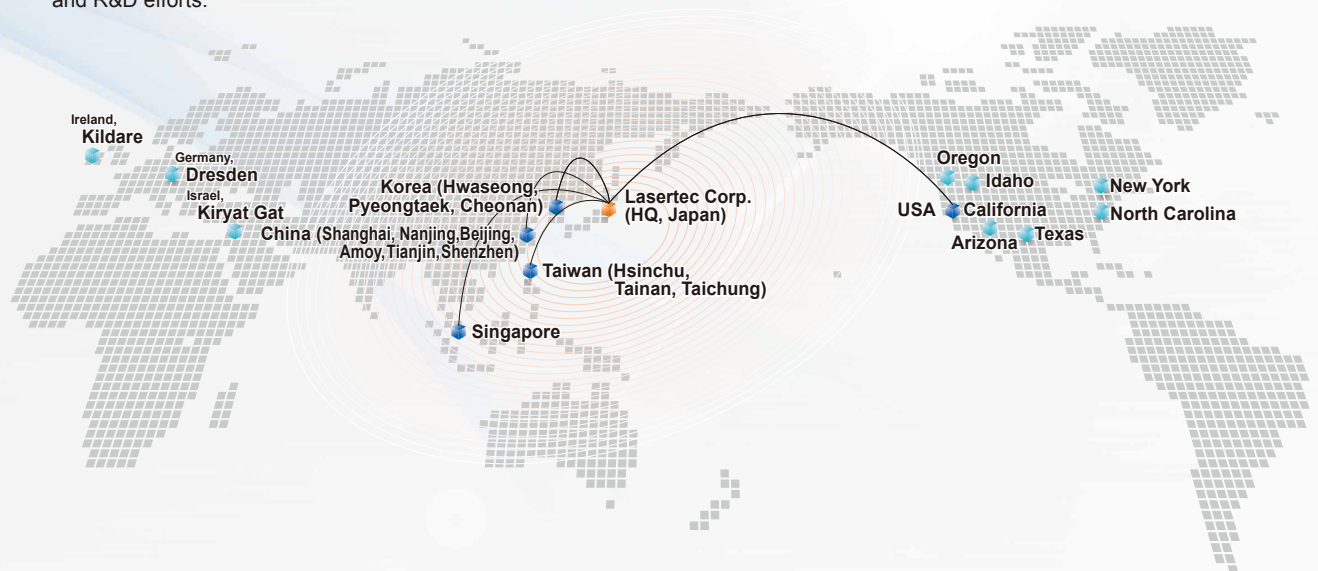 and R&D efforts.
Ireland,
Kildare
Germany,
Dresden
Israel,
Kiryat Gat
Korea (Hwaseong,
Pyeongtaek, Cheonan)
China (Shanghai, Nanjing,Beijing,
Amoy,Tianjin,Shenzhen)
Lasertec Corp.
(HQ, Japan)
Taiwan (Hsinchu,
Tainan, Taichung)
Singapore
Oregon
Idaho
USA
California
Arizona
Texas
New York
North Carolina